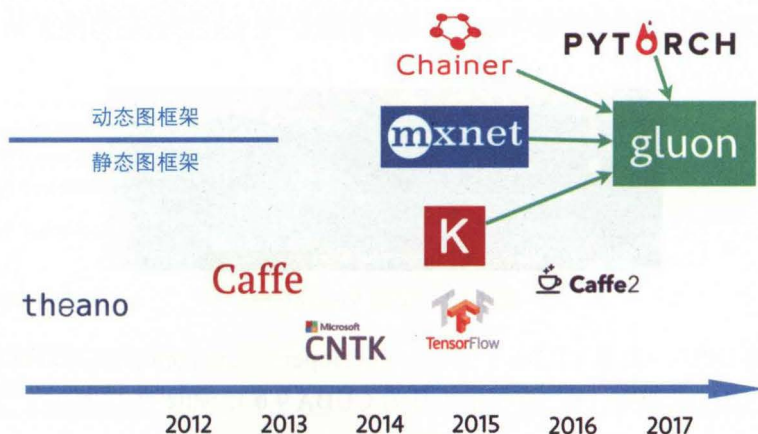 Chainer
PYTORCH
动态图框架
静态图框架
mxnet
gluon
K
Caffe
Caffe2
theano
Microsoft
CNTK
TensorFlow
2012 2013 2014 2015 2016 2017